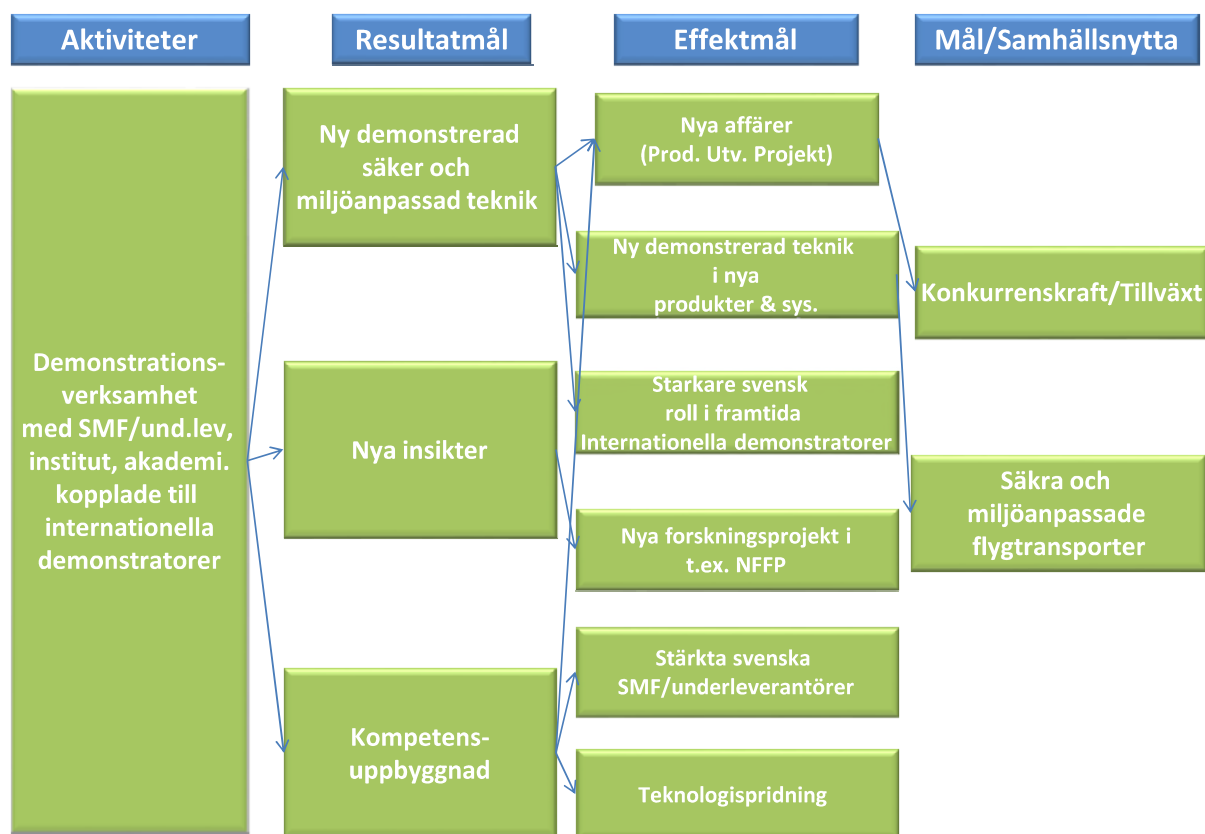 Aktiviteter
Resultatmål
Effektmål
Mål/Samhällsnytta
Demonstrations-
verksamhet
med SMF/und.lev,
institut, akademi.
kopplade till
internationella
demonstratorer
Ny demonstrerad
säker och
miljöanpassad teknik
Nya insikter
Kompetens-
uppbyggnad
Nya affärer
(Prod. Utv. Projekt)
Ny demonstrerad teknik
i nya
produkter & sys.
Starkare svensk
roll i framtida
Internationella demonstratorer
Nya forskningsprojekt i
t.ex. NFFP
Stärkta svenska
SMF/underleverantörer
Teknologispridning
Konkurrenskraft/Tillväxt
Säkra och
miljöanpassade
flygtransporter